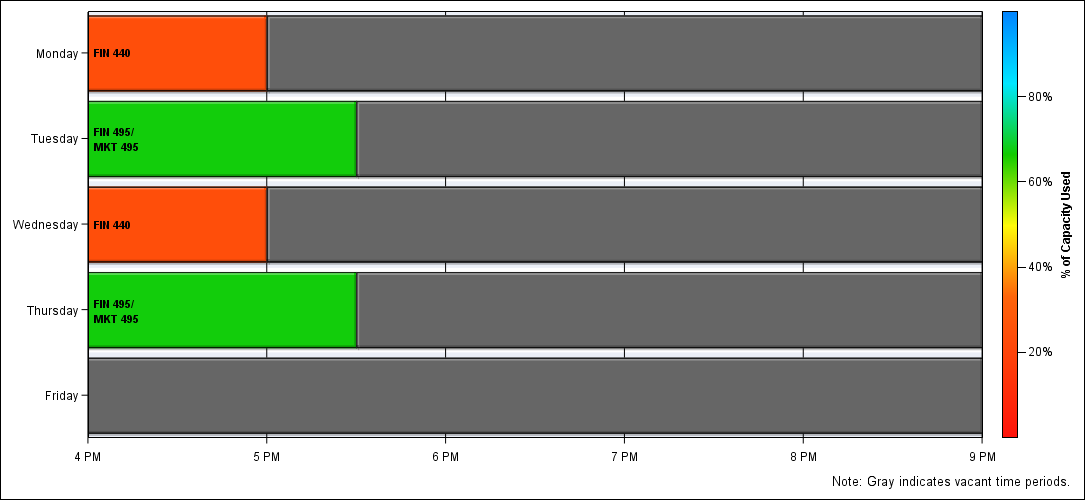 Monday
FIN 440
Tuesday
FIN 495/
MKT 495
Wednesday
FIN 440
Thursday
FIN 495/
MKT 495
Friday
4 PM
5 PM
6 PM
7 PM
8 PM
9 PM
80%
60%
40%
20%
% of Capacity Used
Note: Gray indicates vacant time periods.